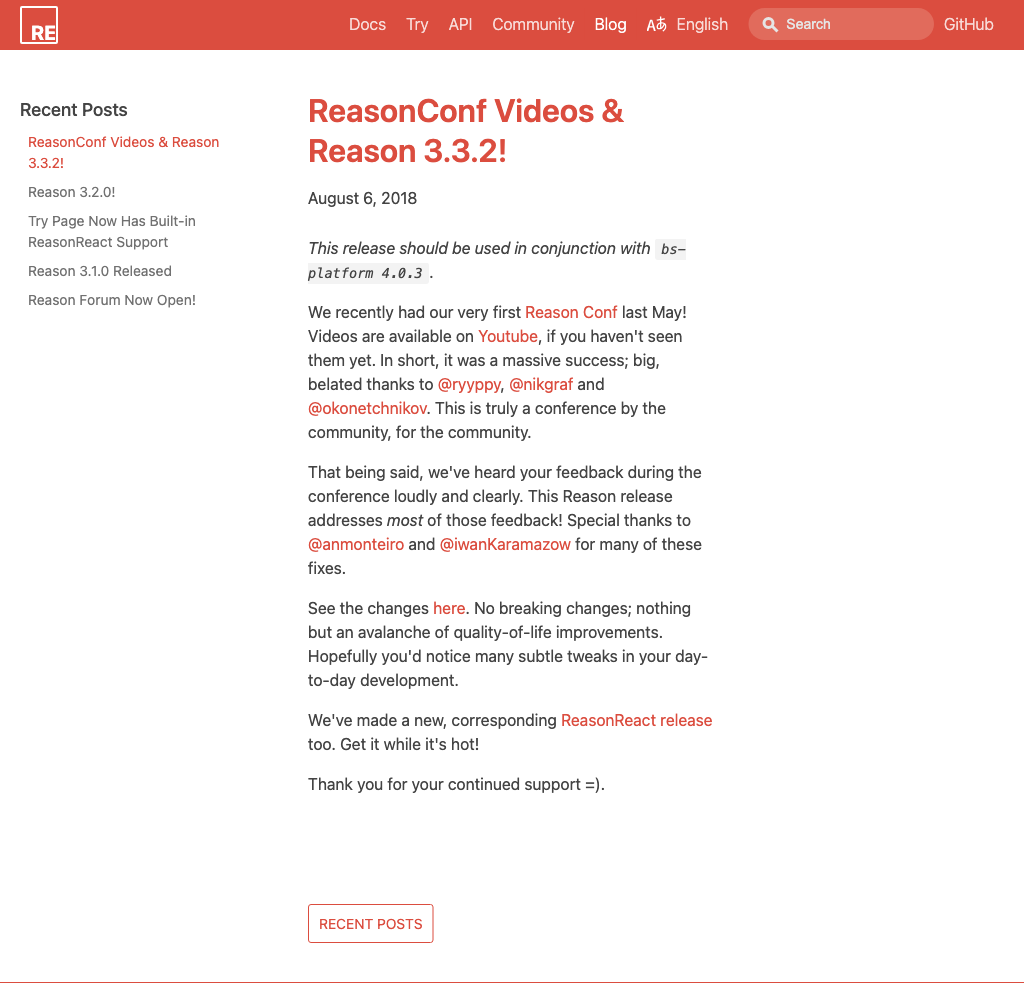 RE
Docs Try API Community Blog Aあ English Search GitHub
Recent Posts
ReasonConf Videos & Reason
3.3.2!
Reason 3.2.0!
Try Page Now Has Built-in
ReasonReact Support
Reason 3.1.0 Released
Reason Forum Now Open!
ReasonConf Videos &
Reason 3.3.2!
August 6, 2018
This release should be used in conjunction with bs-
platform 4.0.3.
We recently had our very first Reason Conf last May!
Videos are available on Youtube, if you haven't seen
them yet. In short, it was a massive success; big,
belated thanks to @ryyppy, @nikgraf and
@okonetchnikov. This is truly a conference by the
community, for the community.
That being said, we've heard your feedback during the
conference loudly and clearly. This Reason release
addresses most of those feedback! Special thanks to
@anmonteiro and @iwanKaramazow for many of these
fixes.
See the changes here. No breaking changes; nothing
but an avalanche of quality-of-life improvements.
Hopefully you'd notice many subtle tweaks in your day-
to-day development.
We've made a new, corresponding ReasonReact release
too. Get it while it's hot!
Thank you for your continued support =).
RECENT POSTS